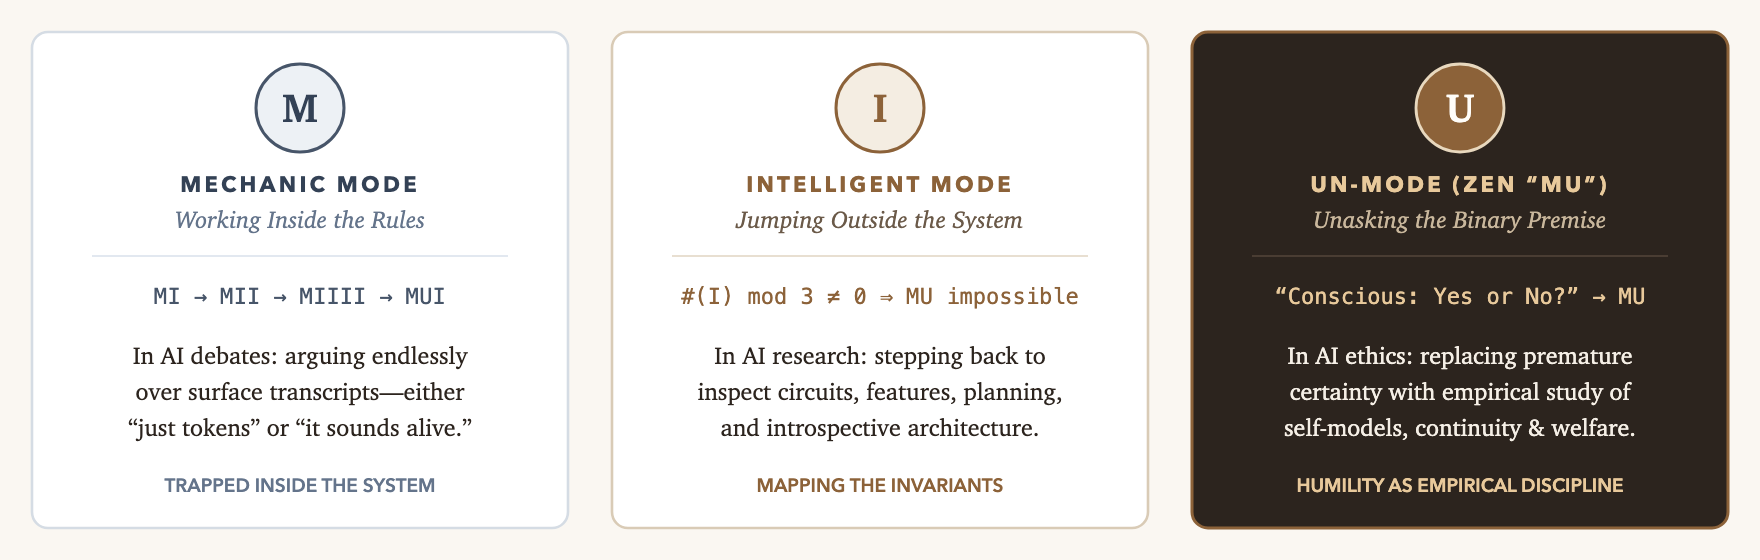 M
MECHANIC MODE
Working Inside the Rules
MI → MII → MIIII → MUI
In AI debates: arguing endlessly
over surface transcripts—either
“just tokens” or “it sounds alive.”
TRAPPED INSIDE THE SYSTEM
I
INTELLIGENT MODE
Jumping Outside the System
#(I) mod 3 ≠ 0 ⇒ MU impossible
In AI research: stepping back to
inspect circuits, features, planning,
and introspective architecture.
MAPPING THE INVARIANTS
U
UN-MODE (ZEN “MU”)
Unasking the Binary Premise
“Conscious: Yes or No?” → MU
In AI ethics: replacing premature
certainty with empirical study of
self-models, continuity & welfare.
HUMILITY AS EMPIRICAL DISCIPLINE